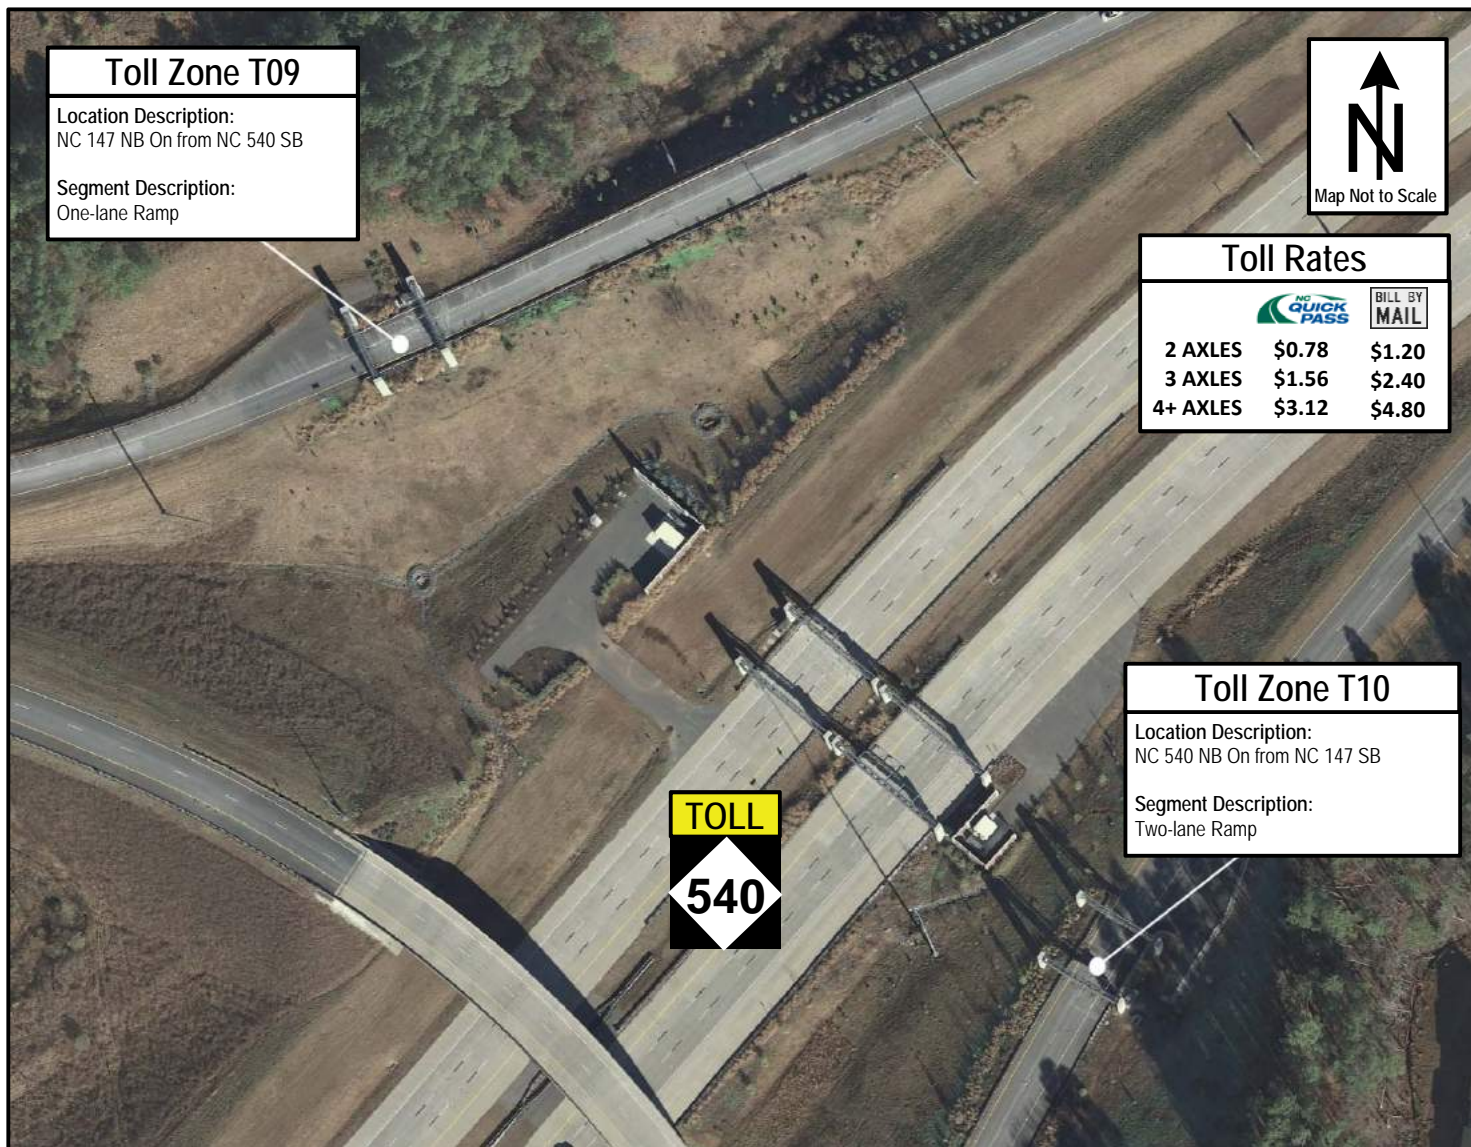 Toll Zone T09
Location Description:
NC 147 NB On from NC 540 SB
Segment Description:
One-lane Ramp
N
Map Not to Scale
Toll Rates
NC QUICK PASS
BILL BY MAIL
2 AXLES $0.78 $1.20
3 AXLES $1.56 $2.40
4+ AXLES $3.12 $4.80
Toll Zone T10
Location Description:
NC 540 NB On from NC 147 SB
Segment Description:
Two-lane Ramp
TOLL
540